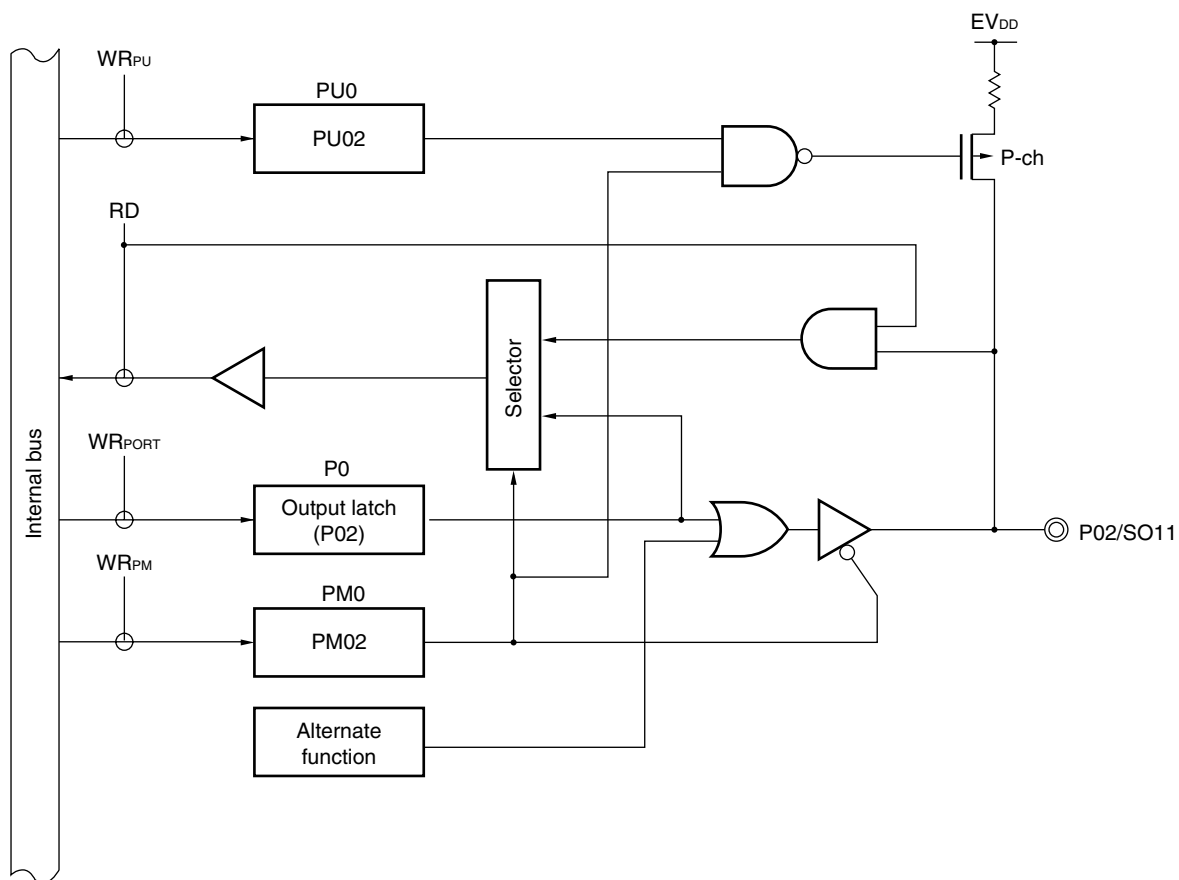 EVDD
WRPU
PU0
PU02
P-ch
RD
Selector
Internal bus
WRPORT
P0
Output latch
(P02)
P02/SO11
WRPM
PM0
PM02
Alternate
function